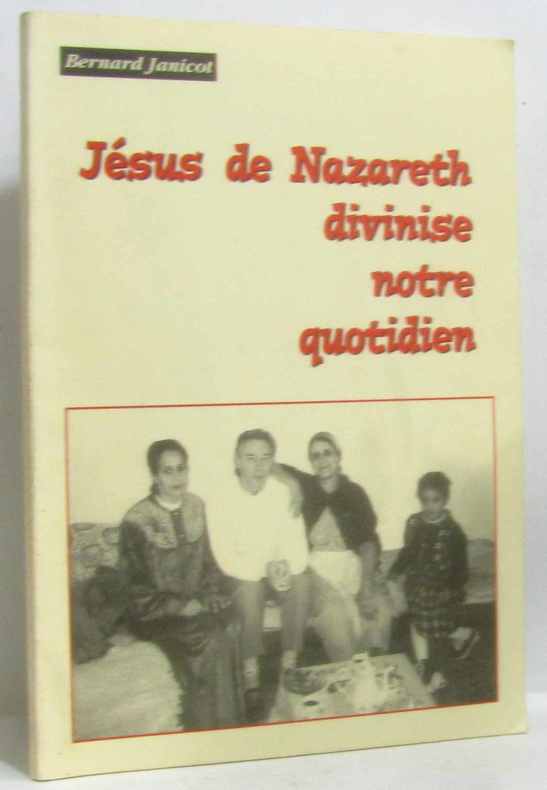 Bernard Janicot
Jésus de Nazareth
divinise
notre
quotidien